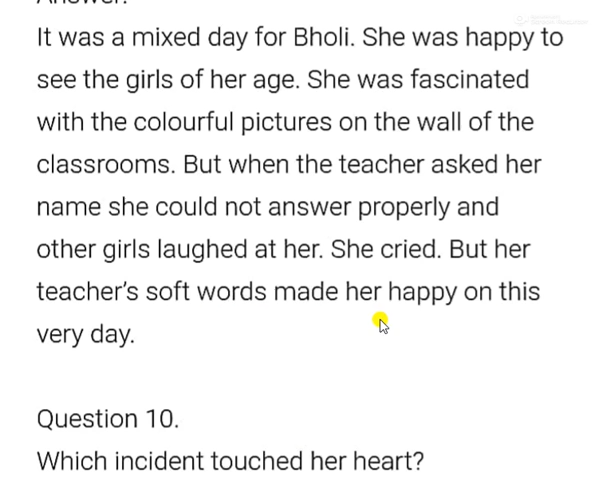 Answer:
It was a mixed day for Bholi. She was happy to
see the girls of her age. She was fascinated
with the colourful pictures on the wall of the
classrooms. But when the teacher asked her
name she could not answer properly and
other girls laughed at her. She cried. But her
teacher’s soft words made her happy on this
very day.
Question 10.
Which incident touched her heart?